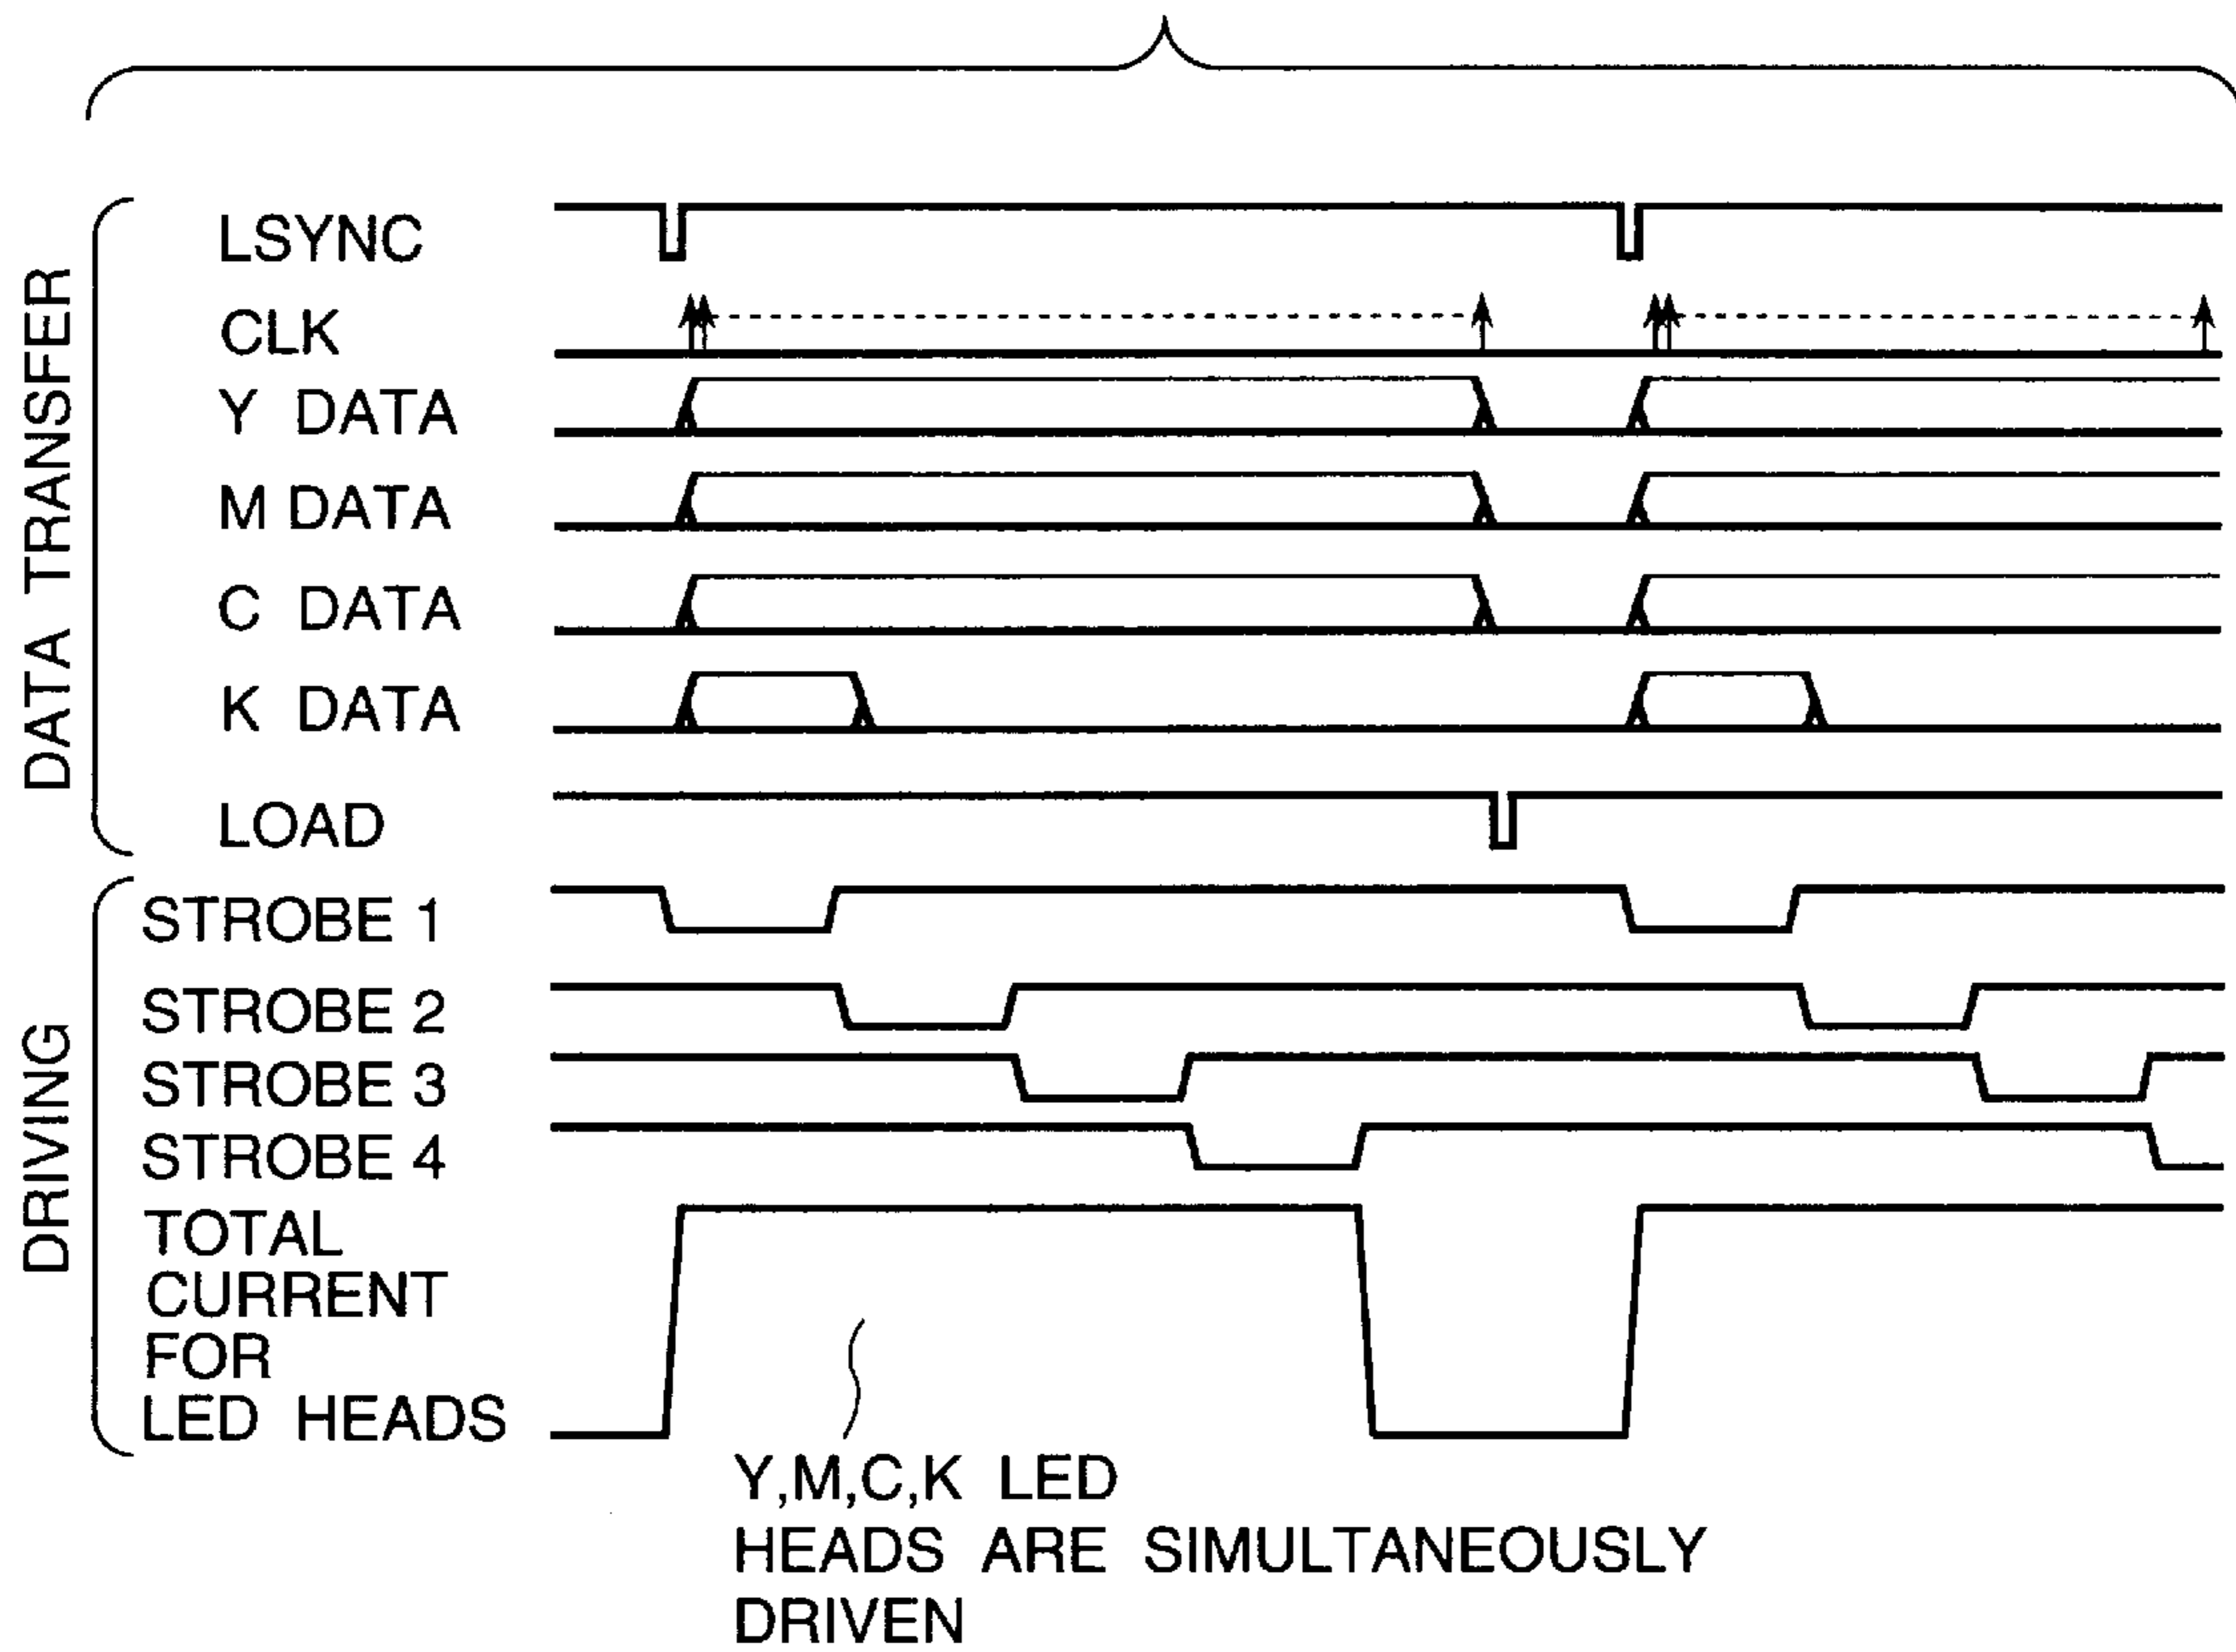 DATA TRANSFER
LSYNC
CLK
Y DATA
M DATA
C DATA
K DATA
LOAD
DRIVING
STROBE 1
STROBE 2
STROBE 3
STROBE 4
TOTAL
CURRENT
FOR
LED HEADS
Y,M,C,K LED
HEADS ARE SIMULTANEOUSLY
DRIVEN